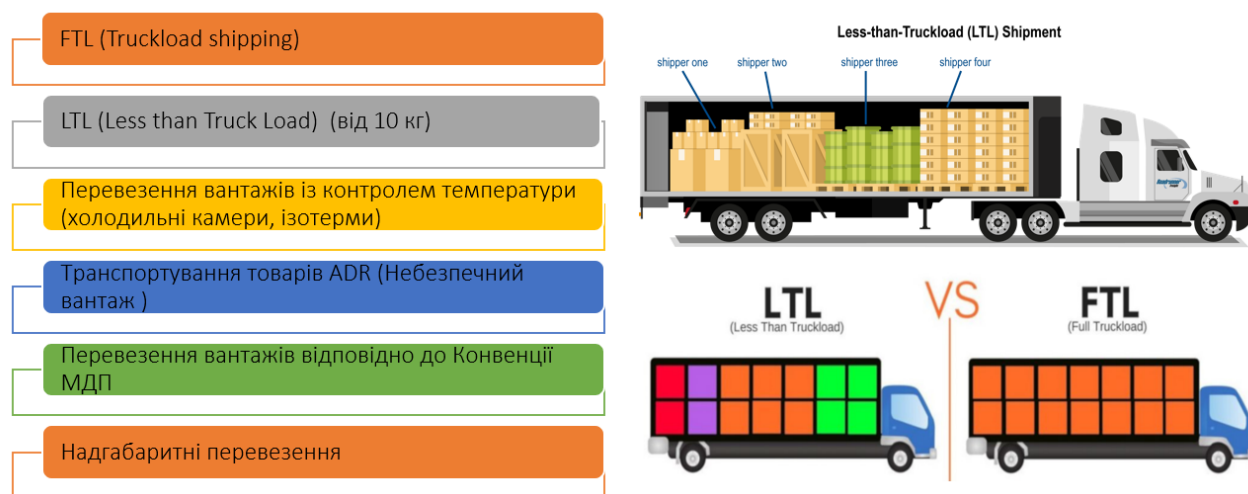 FTL (Truckload shipping)
LTL (Less than Truck Load) (від 10 кг)
Перевезення вантажів із контролем температури
(холодильні камери, ізотерми)
Транспортування товарів ADR (Небезпечний
вантаж )
Перевезення вантажів відповідно до Конвенції
МДП
Надгабаритні перевезення
Less-than-Truckload (LTL) Shipment
shipper one
shipper two
shipper three
shipper four
LTL
(Less Than Truckload)
VS
FTL
(Full Truckload)